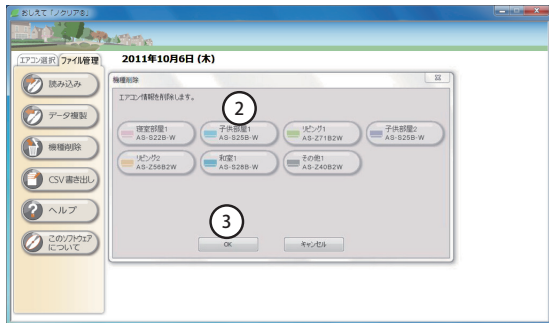 おしえて「ノクリア®」
エアコン選択 ファイル管理 2011年10月6日 (木)
読み込み
データ複製
機種削除
CSV書き出し
ヘルプ
このソフトウェア
について
機種削除
エアコン情報を削除します。
2
寝室部屋1
AS-S22B-W
子供部屋1
AS-S25B-W
リビング1
AS-Z71B2W
子供部屋2
AS-S25B-W
リビング2
AS-Z56B2W
和室1
AS-S28B-W
その他1
AS-Z40B2W
3
OK キャンセル